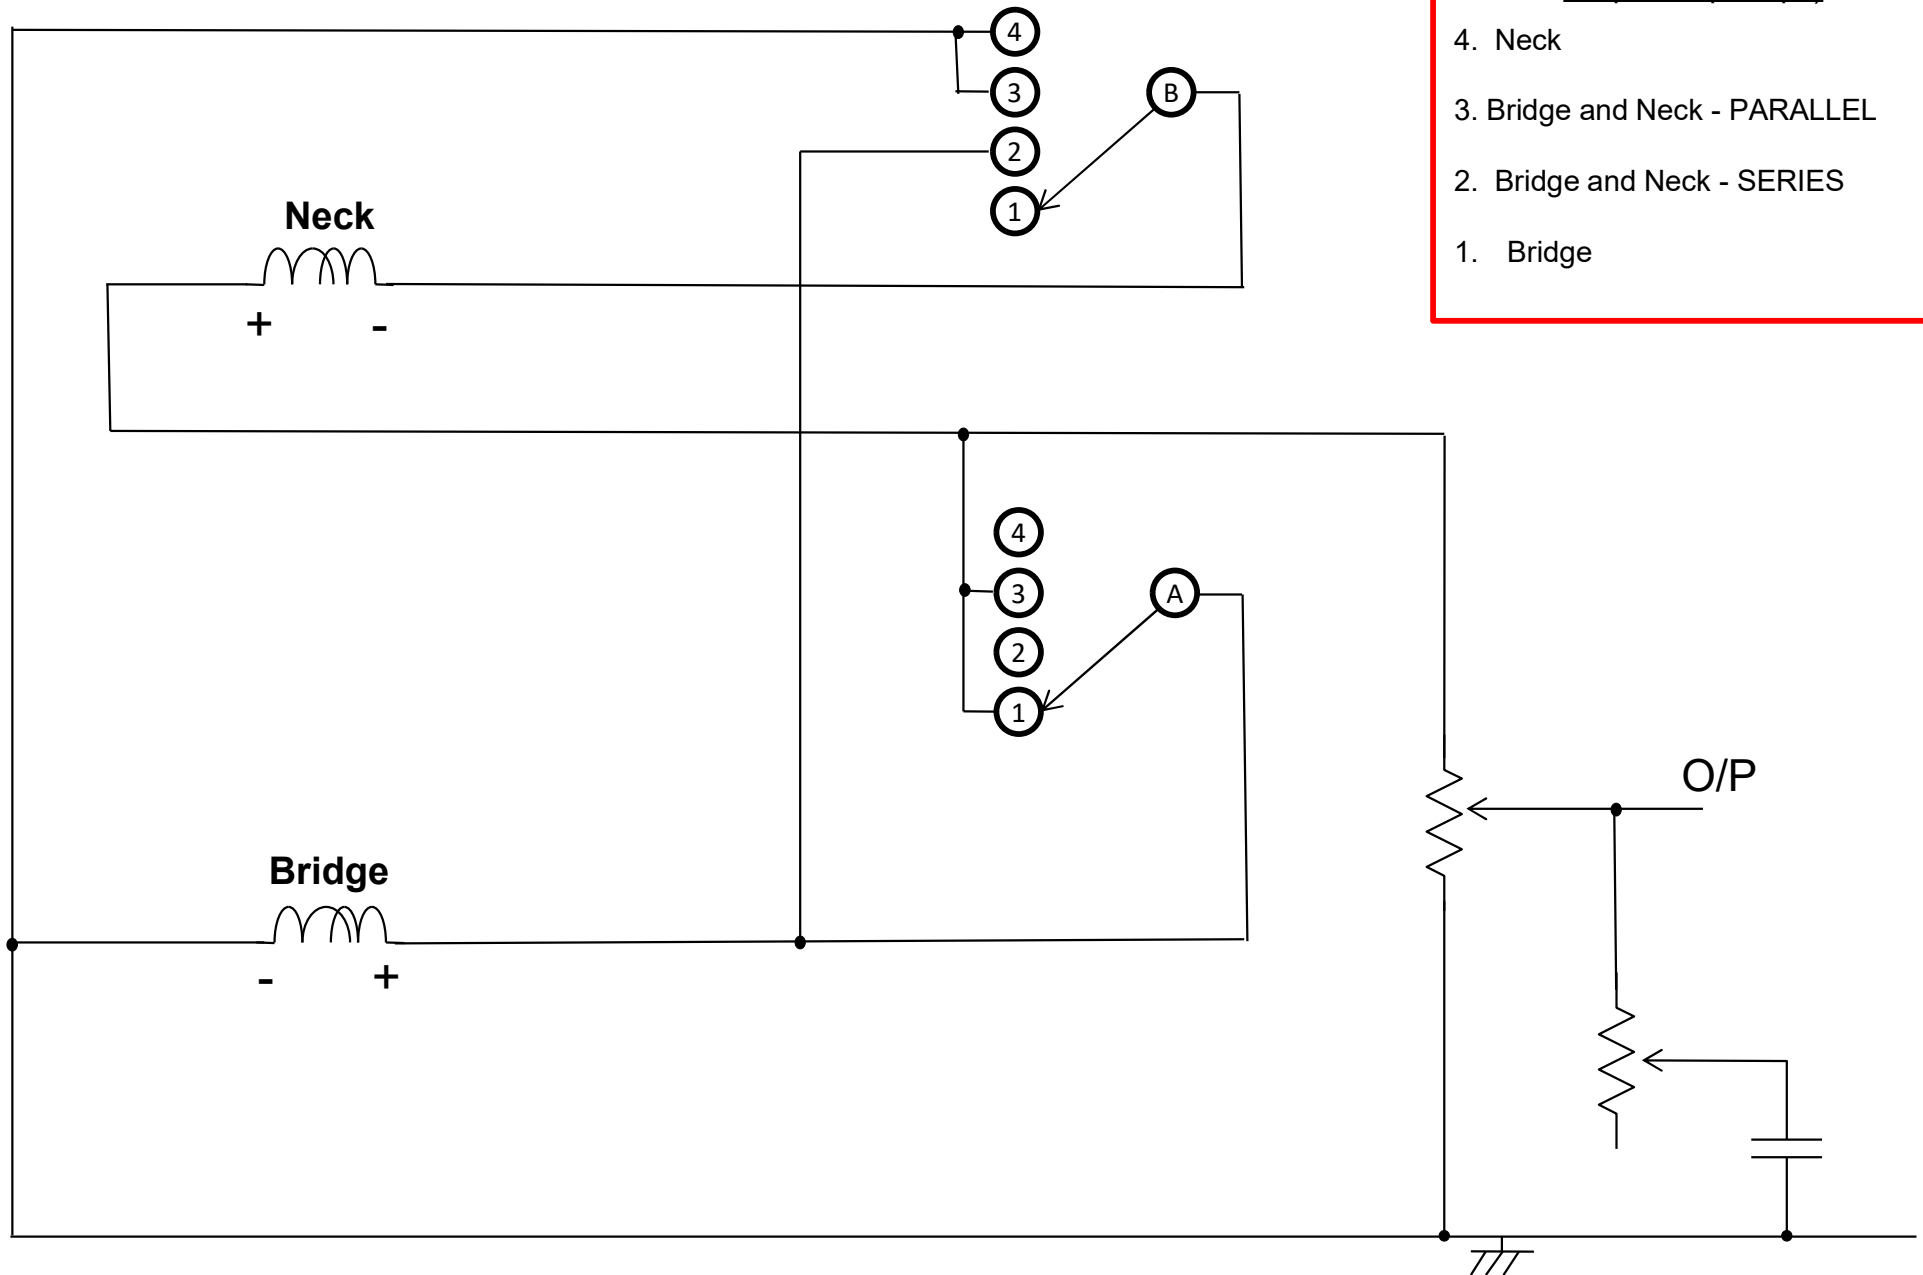 4
3
2
1
B
4. Neck
3. Bridge and Neck - PARALLEL
2. Bridge and Neck - SERIES
1. Bridge
Neck
+ -
4
3
2
1
A
O/P
Bridge
- +